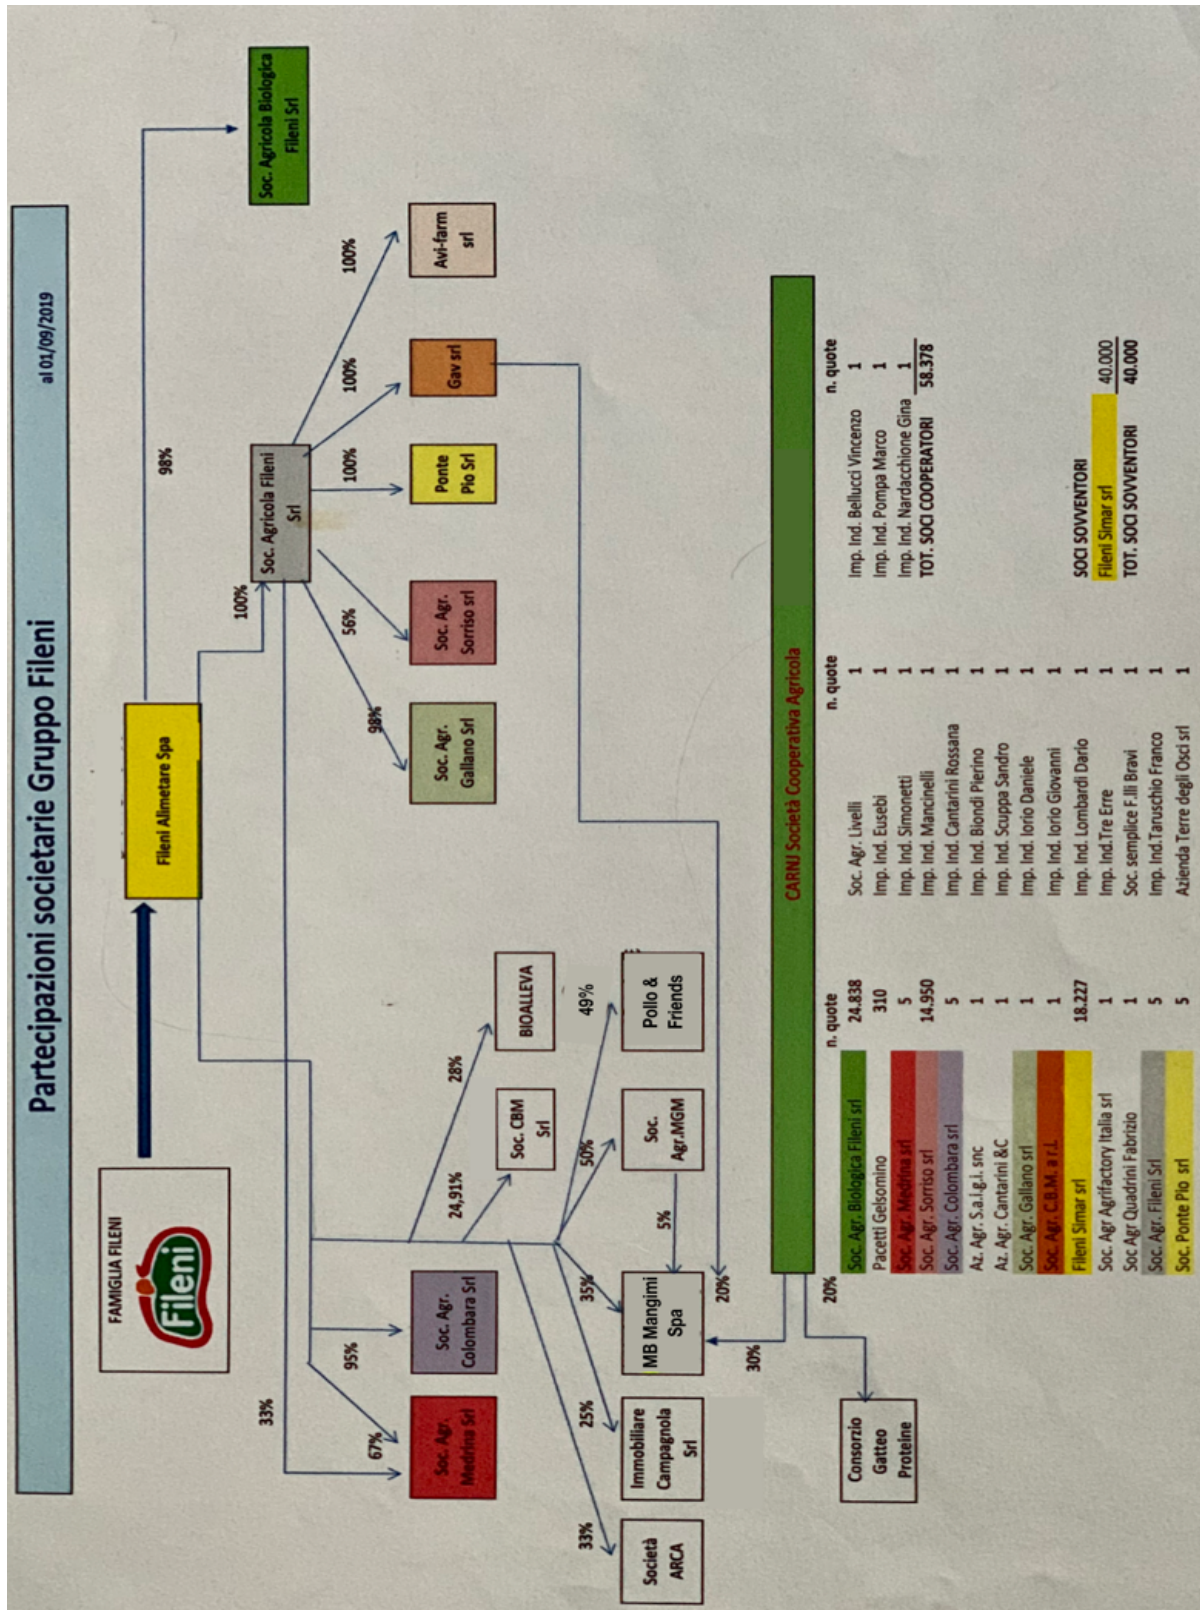 Partecipazioni societarie Gruppo Fileni
al 01/09/2019
FAMIGLIA FILENI
Fileni
Fileni Alimetare Spa
98%
100%
Soc. Agricola Biologica
Fileni Srl
Soc. Agricola Fileni
Srl
33%
67%
95%
98%
56%
100%
100%
100%
Soc. Agr.
Medrina Srl
Soc. Agr.
Colombara Srl
Soc. Agr.
Gallano Srl
Soc. Agr.
Sorriso srl
Ponte
Pio Srl
Gav srl
Avi-farm
srl
24,91%
28%
Soc. CBM
Srl
BIOALLEVA
33%
25%
35%
50%
49%
Società
ARCA
Immobiliare
Campagnola
Srl
MB Mangimi
Spa
5%
Soc.
Agr.MGM
Pollo &
Friends
20%
30%
CARNJ Società Cooperativa Agricola
20%
Consorzio
Gatteo
Proteine
n. quote
Soc. Agr. Biologica Fileni srl 24.838
Pacetti Gelsomino 310
Soc. Agr. Medrina srl 5
Soc. Agr. Sorriso srl 14.950
Soc. Agr. Colombara srl 5
Az. Agr. S.a.i.g.i. snc 1
Az. Agr. Cantarini &C 1
Soc. Agr. Gallano srl 1
Soc. Agr. C.B.M. a r.l. 1
Fileni Simar srl 18.227
Soc. Agr Agrifactory Italia srl 1
Soc Agr Quadrini Fabrizio 1
Soc. Agr. Fileni Srl 5
Soc. Ponte Pio srl 5
n. quote
Soc. Agr. Livelli 1
Imp. Ind. Eusebi 1
Imp. Ind. Simonetti 1
Imp. Ind. Mancinelli 1
Imp. Ind. Cantarini Rossana 1
Imp. Ind. Biondi Pierino 1
Imp. Ind. Scuppa Sandro 1
Imp. Ind. Iorio Daniele 1
Imp. Ind. Iorio Giovanni 1
Imp. Ind. Lombardi Dario 1
Imp. Ind.Tre Erre 1
Soc. semplice F.lli Bravi 1
Imp. Ind.Taruschio Franco 1
Azienda Terre degli Osci srl 1
n. quote
Imp. Ind. Bellucci Vincenzo 1
Imp. Ind. Pompa Marco 1
Imp. Ind. Nardacchione Gina 1
TOT. SOCI COOPERATORI 58.378
SOCI SOVVENTORI
Fileni Simar srl 40.000
TOT. SOCI SOVVENTORI 40.000